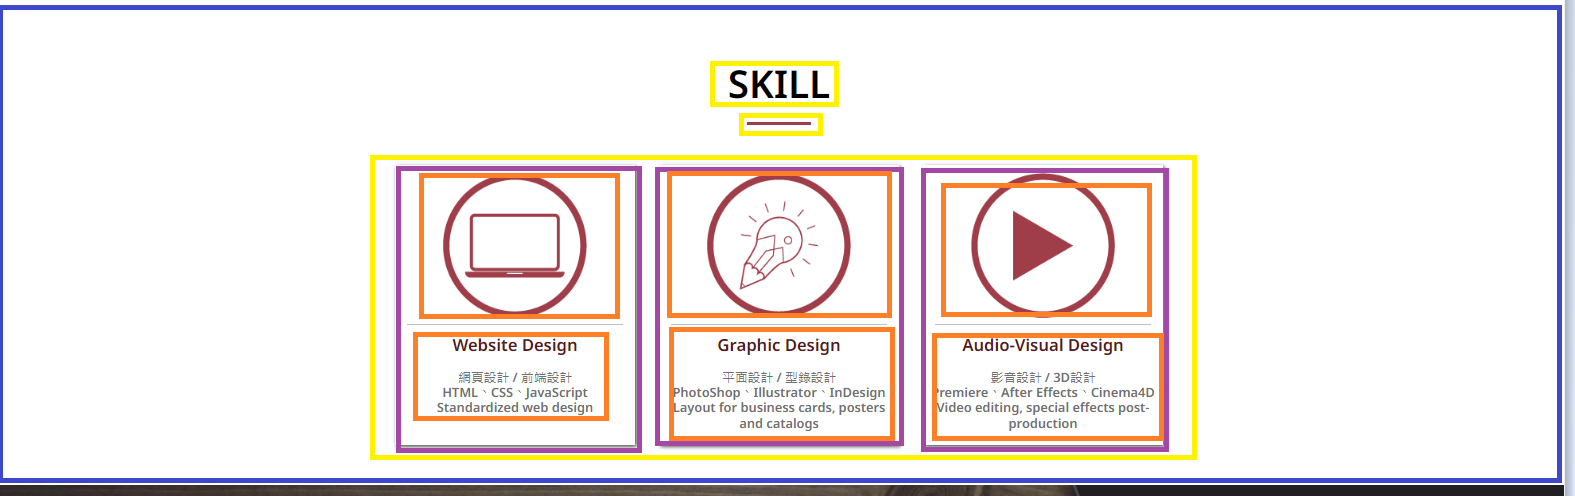 SKILL
Website Design
網頁設計 / 前端設計
HTML、CSS、JavaScript
Standardized web design
Graphic Design
平面設計 / 型錄設計
PhotoShop、Illustrator、InDesign
Layout for business cards, posters
and catalogs
Audio-Visual Design
影音設計 / 3D設計
Premiere、After Effects、Cinema4D
Video editing, special effects post-
production